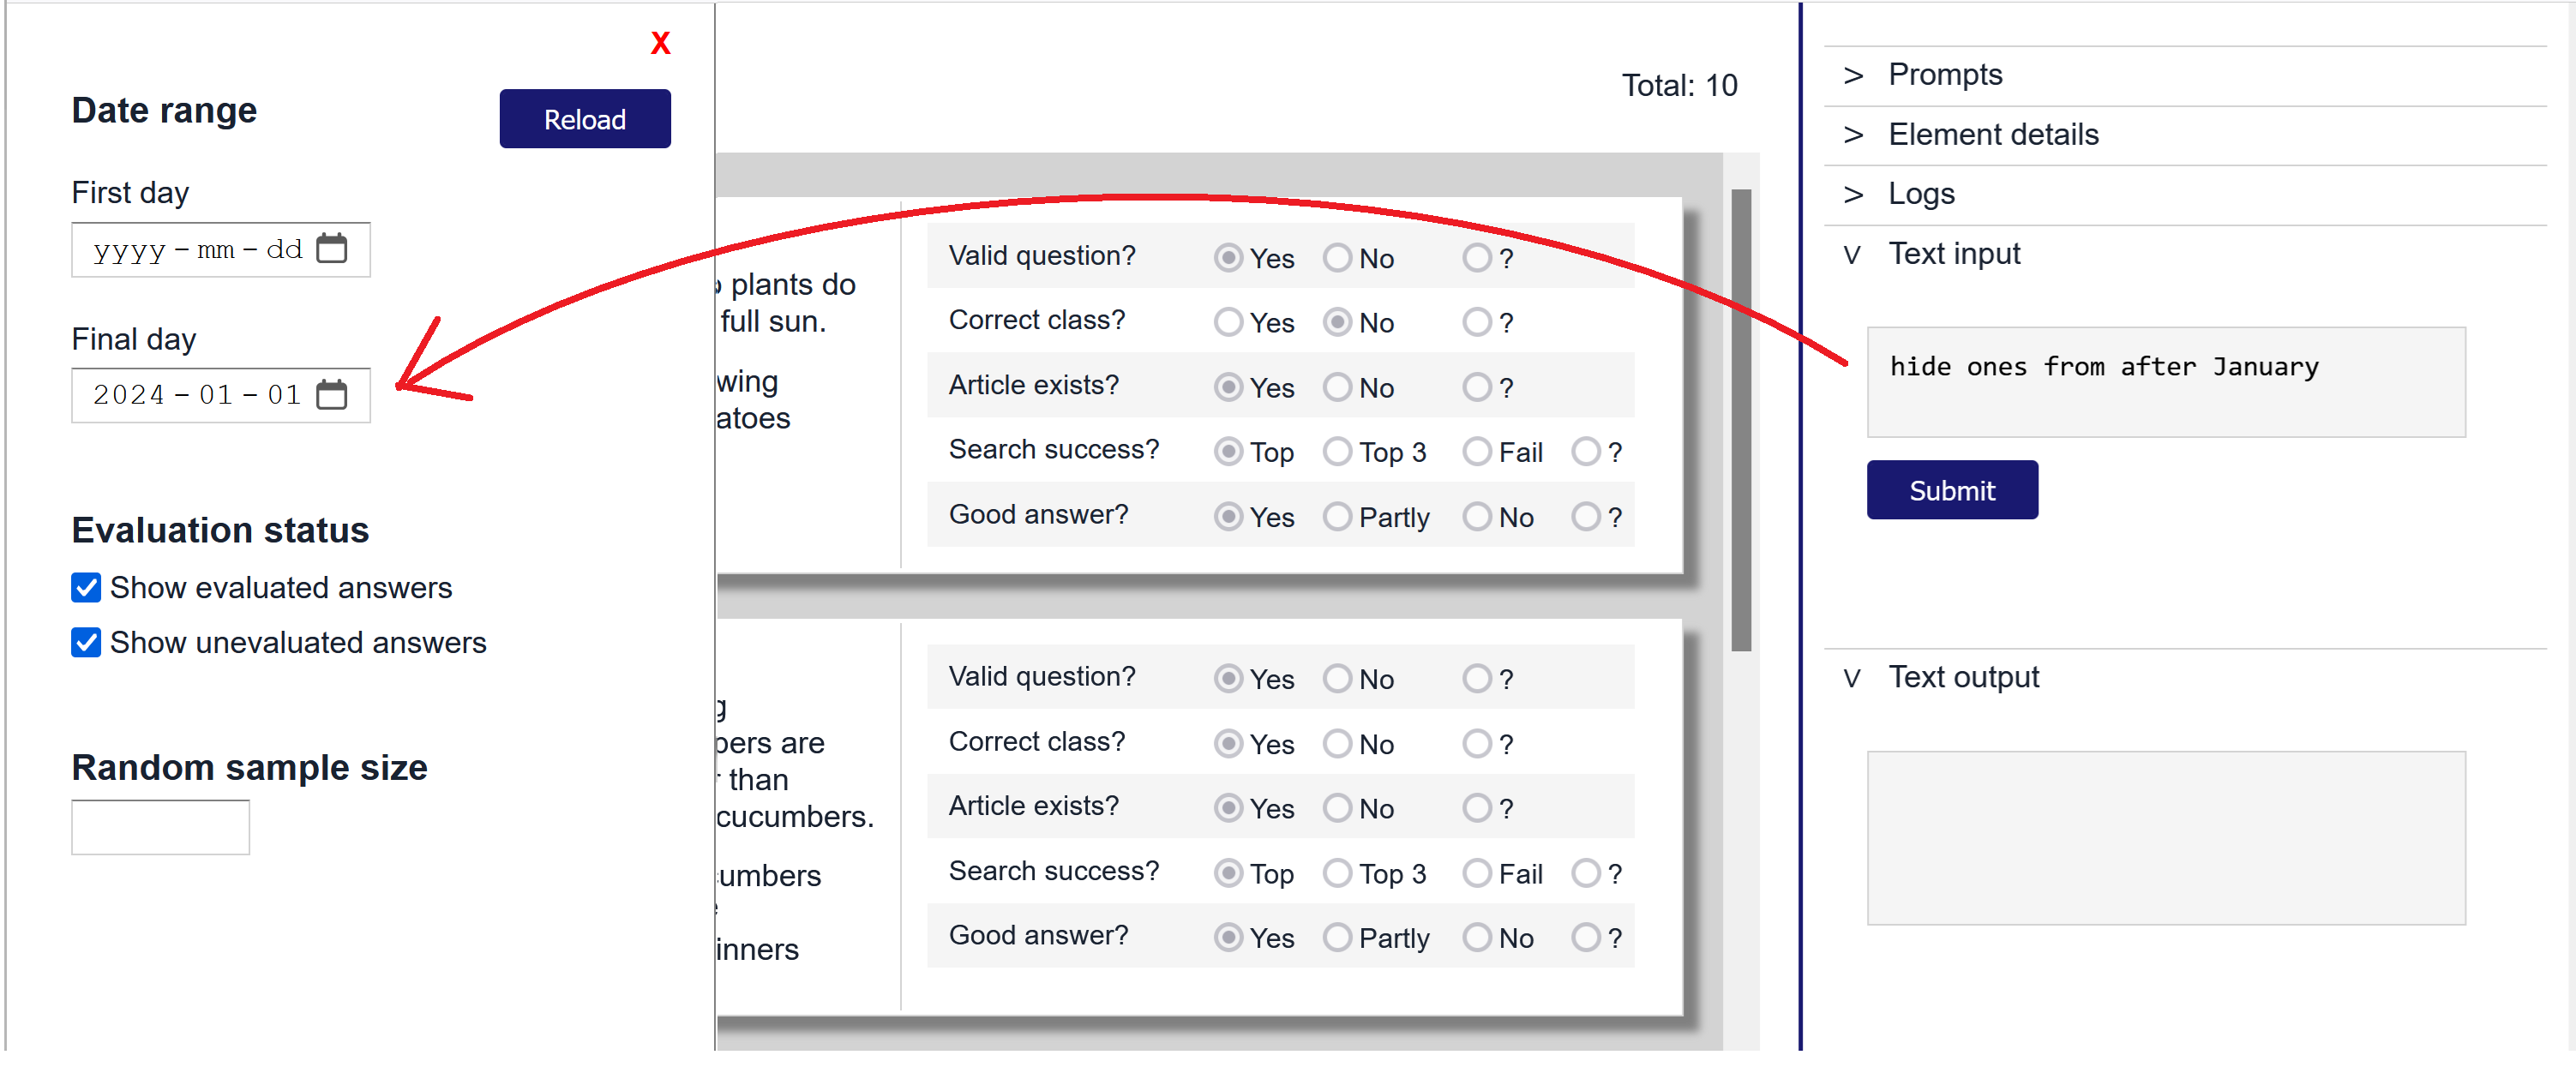 X
Date range
Reload
First day
yyyy-mm-dd
Final day
2024-01-01
Evaluation status
Show evaluated answers
Show unevaluated answers
Random sample size
Total: 10
plants do
full sun.
wing
atoes
Valid question? Yes No ?
Correct class? Yes No ?
Article exists? Yes No ?
Search success? Top Top 3 Fail ?
Good answer? Yes Partly No ?
g
bers are
than
cucumbers.
umbers
inners
Valid question? Yes No ?
Correct class? Yes No ?
Article exists? Yes No ?
Search success? Top Top 3 Fail ?
Good answer? Yes Partly No ?
> Prompts
> Element details
> Logs
V Text input
hide ones from after January
Submit
V Text output